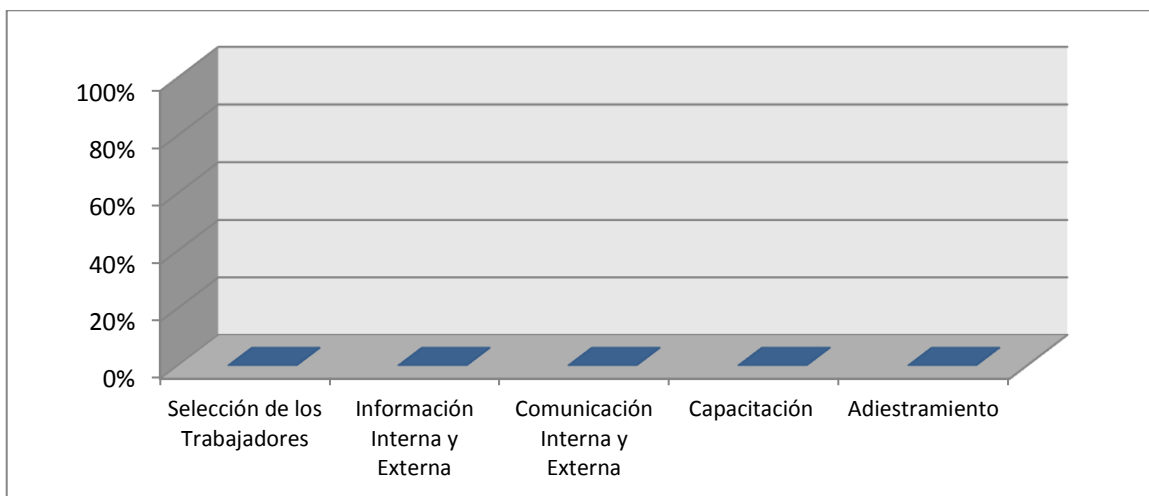 100%
80%
60%
40%
20%
0%
Selección de los
Trabajadores
Información
Interna y
Externa
Comunicación
Interna y
Externa
Capacitación
Adiestramiento